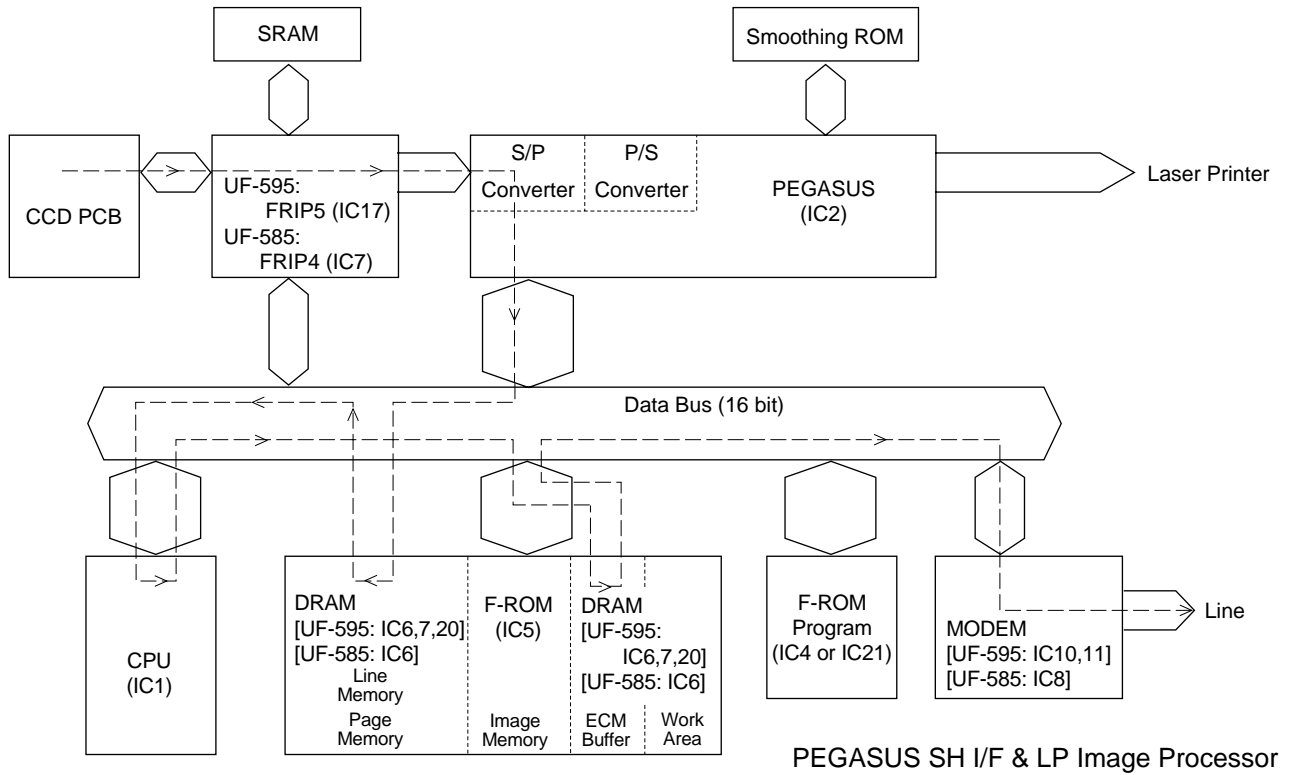 SRAM
Smoothing ROM
CCD PCB
UF-595:
FRIP5 (IC17)
UF-585:
FRIP4 (IC7)
S/P
Converter
P/S
Converter
PEGASUS
(IC2)
Laser Printer
Data Bus (16 bit)
CPU
(IC1)
DRAM
[UF-595: IC6,7,20]
[UF-585: IC6]
Line
Memory
Page
Memory
F-ROM
(IC5)
Image
Memory
DRAM
[UF-595:
IC6,7,20]
[UF-585: IC6]
ECM
Buffer
Work
Area
F-ROM
Program
(IC4 or IC21)
MODEM
[UF-595: IC10,11]
[UF-585: IC8]
Line
PEGASUS SH I/F & LP Image Processor